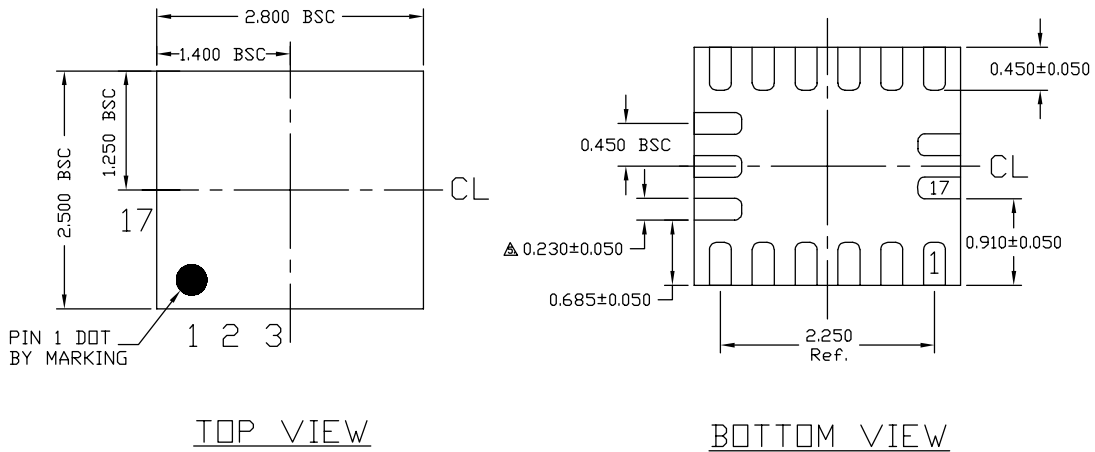 2.800 BSC
1.400 BSC
1.250 BSC
2.500 BSC
CL
17
PIN 1 DOT
BY MARKING
1 2 3
TOP VIEW
0.450±0.050
0.450 BSC
CL
17
0.230±0.050
0.910±0.050
1
0.685±0.050
2.250
Ref.
BOTTOM VIEW